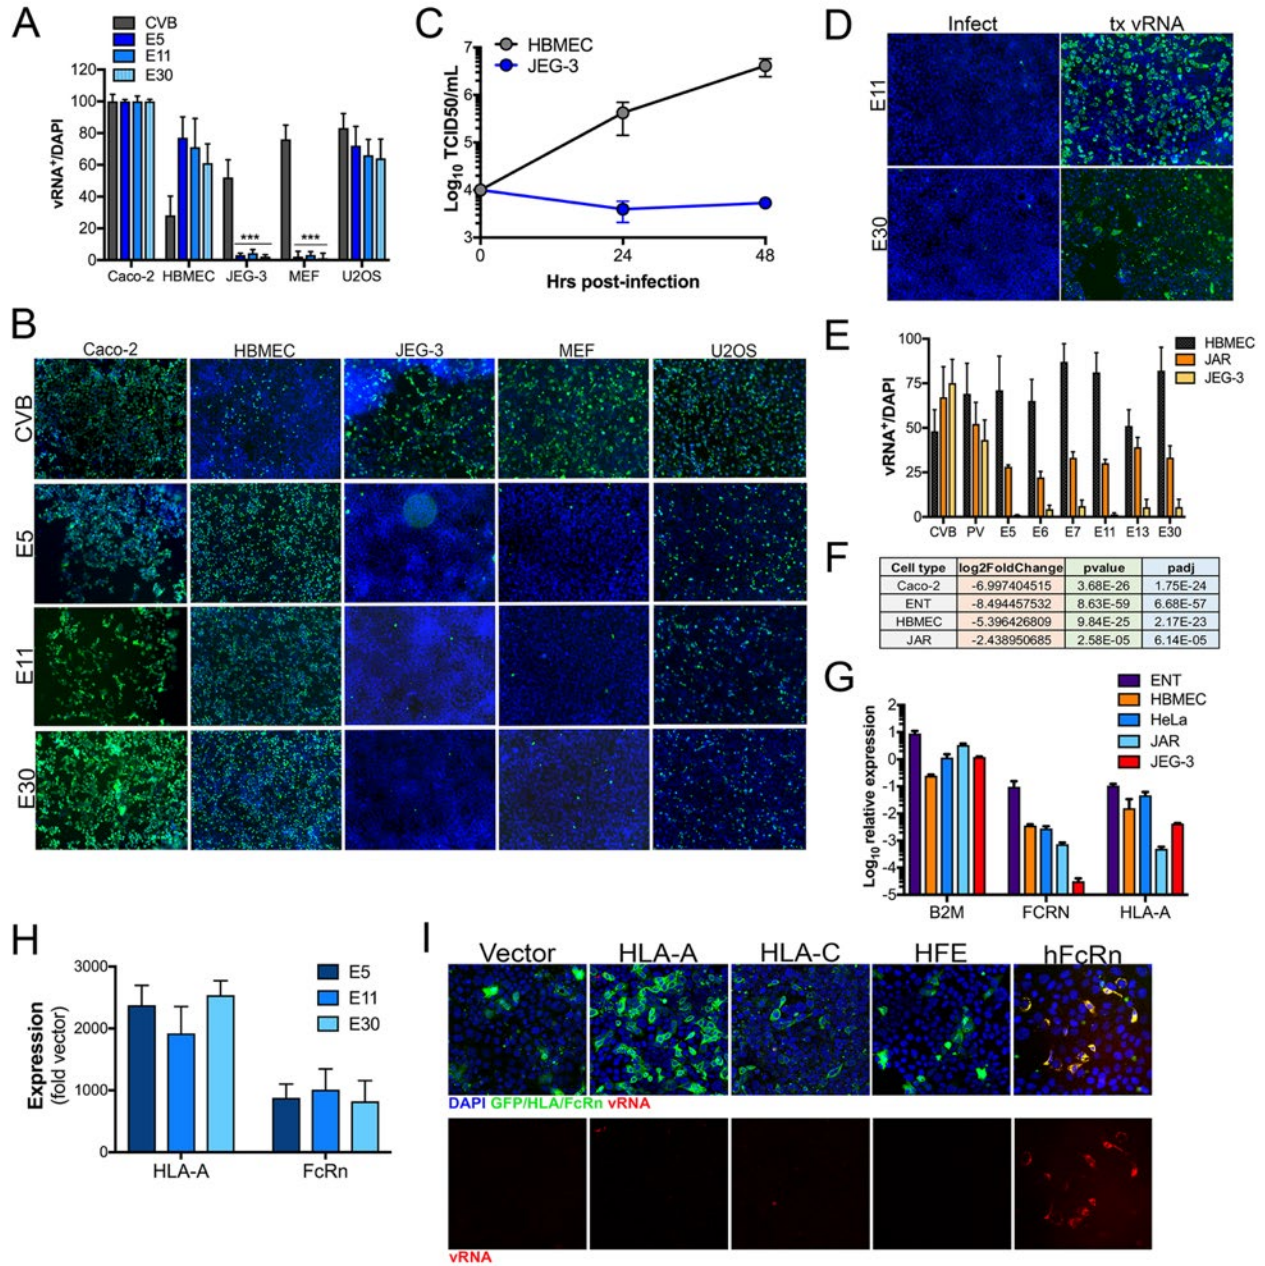 A
CVB
E5
E11
E30
vRNA+/DAPI
120
100
80
60
40
20
0
***
***
Caco-2 HBMEC JEG-3 MEF U2OS
B
Caco-2 HBMEC JEG-3 MEF U2OS
CVB
E5
E11
E30
C
HBMEC
JEG-3
Log10 TCID50/mL
7
6
5
4
3
0 24 48
Hrs post-infection
D
Infect tx vRNA
E11
E30
E
HBMEC
JAR
JEG-3
vRNA+/DAPI
100
75
50
25
0
CVB PV E5 E6 E7 E11 E13 E30
F
Cell type log2FoldChange pvalue padj
Caco-2 -6.997404515 3.68E-26 1.75E-24
ENT -8.494457532 8.63E-59 6.68E-57
HBMEC -5.396426809 9.84E-25 2.17E-23
JAR -2.438950685 2.58E-05 6.14E-05
G
ENT
HBMEC
HeLa
JAR
JEG-3
Log10 relative expression
2
1
0
-1
-2
-3
-4
-5
B2M FCRN HLA-A
H
E5
E11
E30
Expression
(fold vector)
3000
2000
1000
0
HLA-A FcRn
I
Vector HLA-A HLA-C HFE hFcRn
DAPI GFP/HLA/FcRn vRNA
vRNA